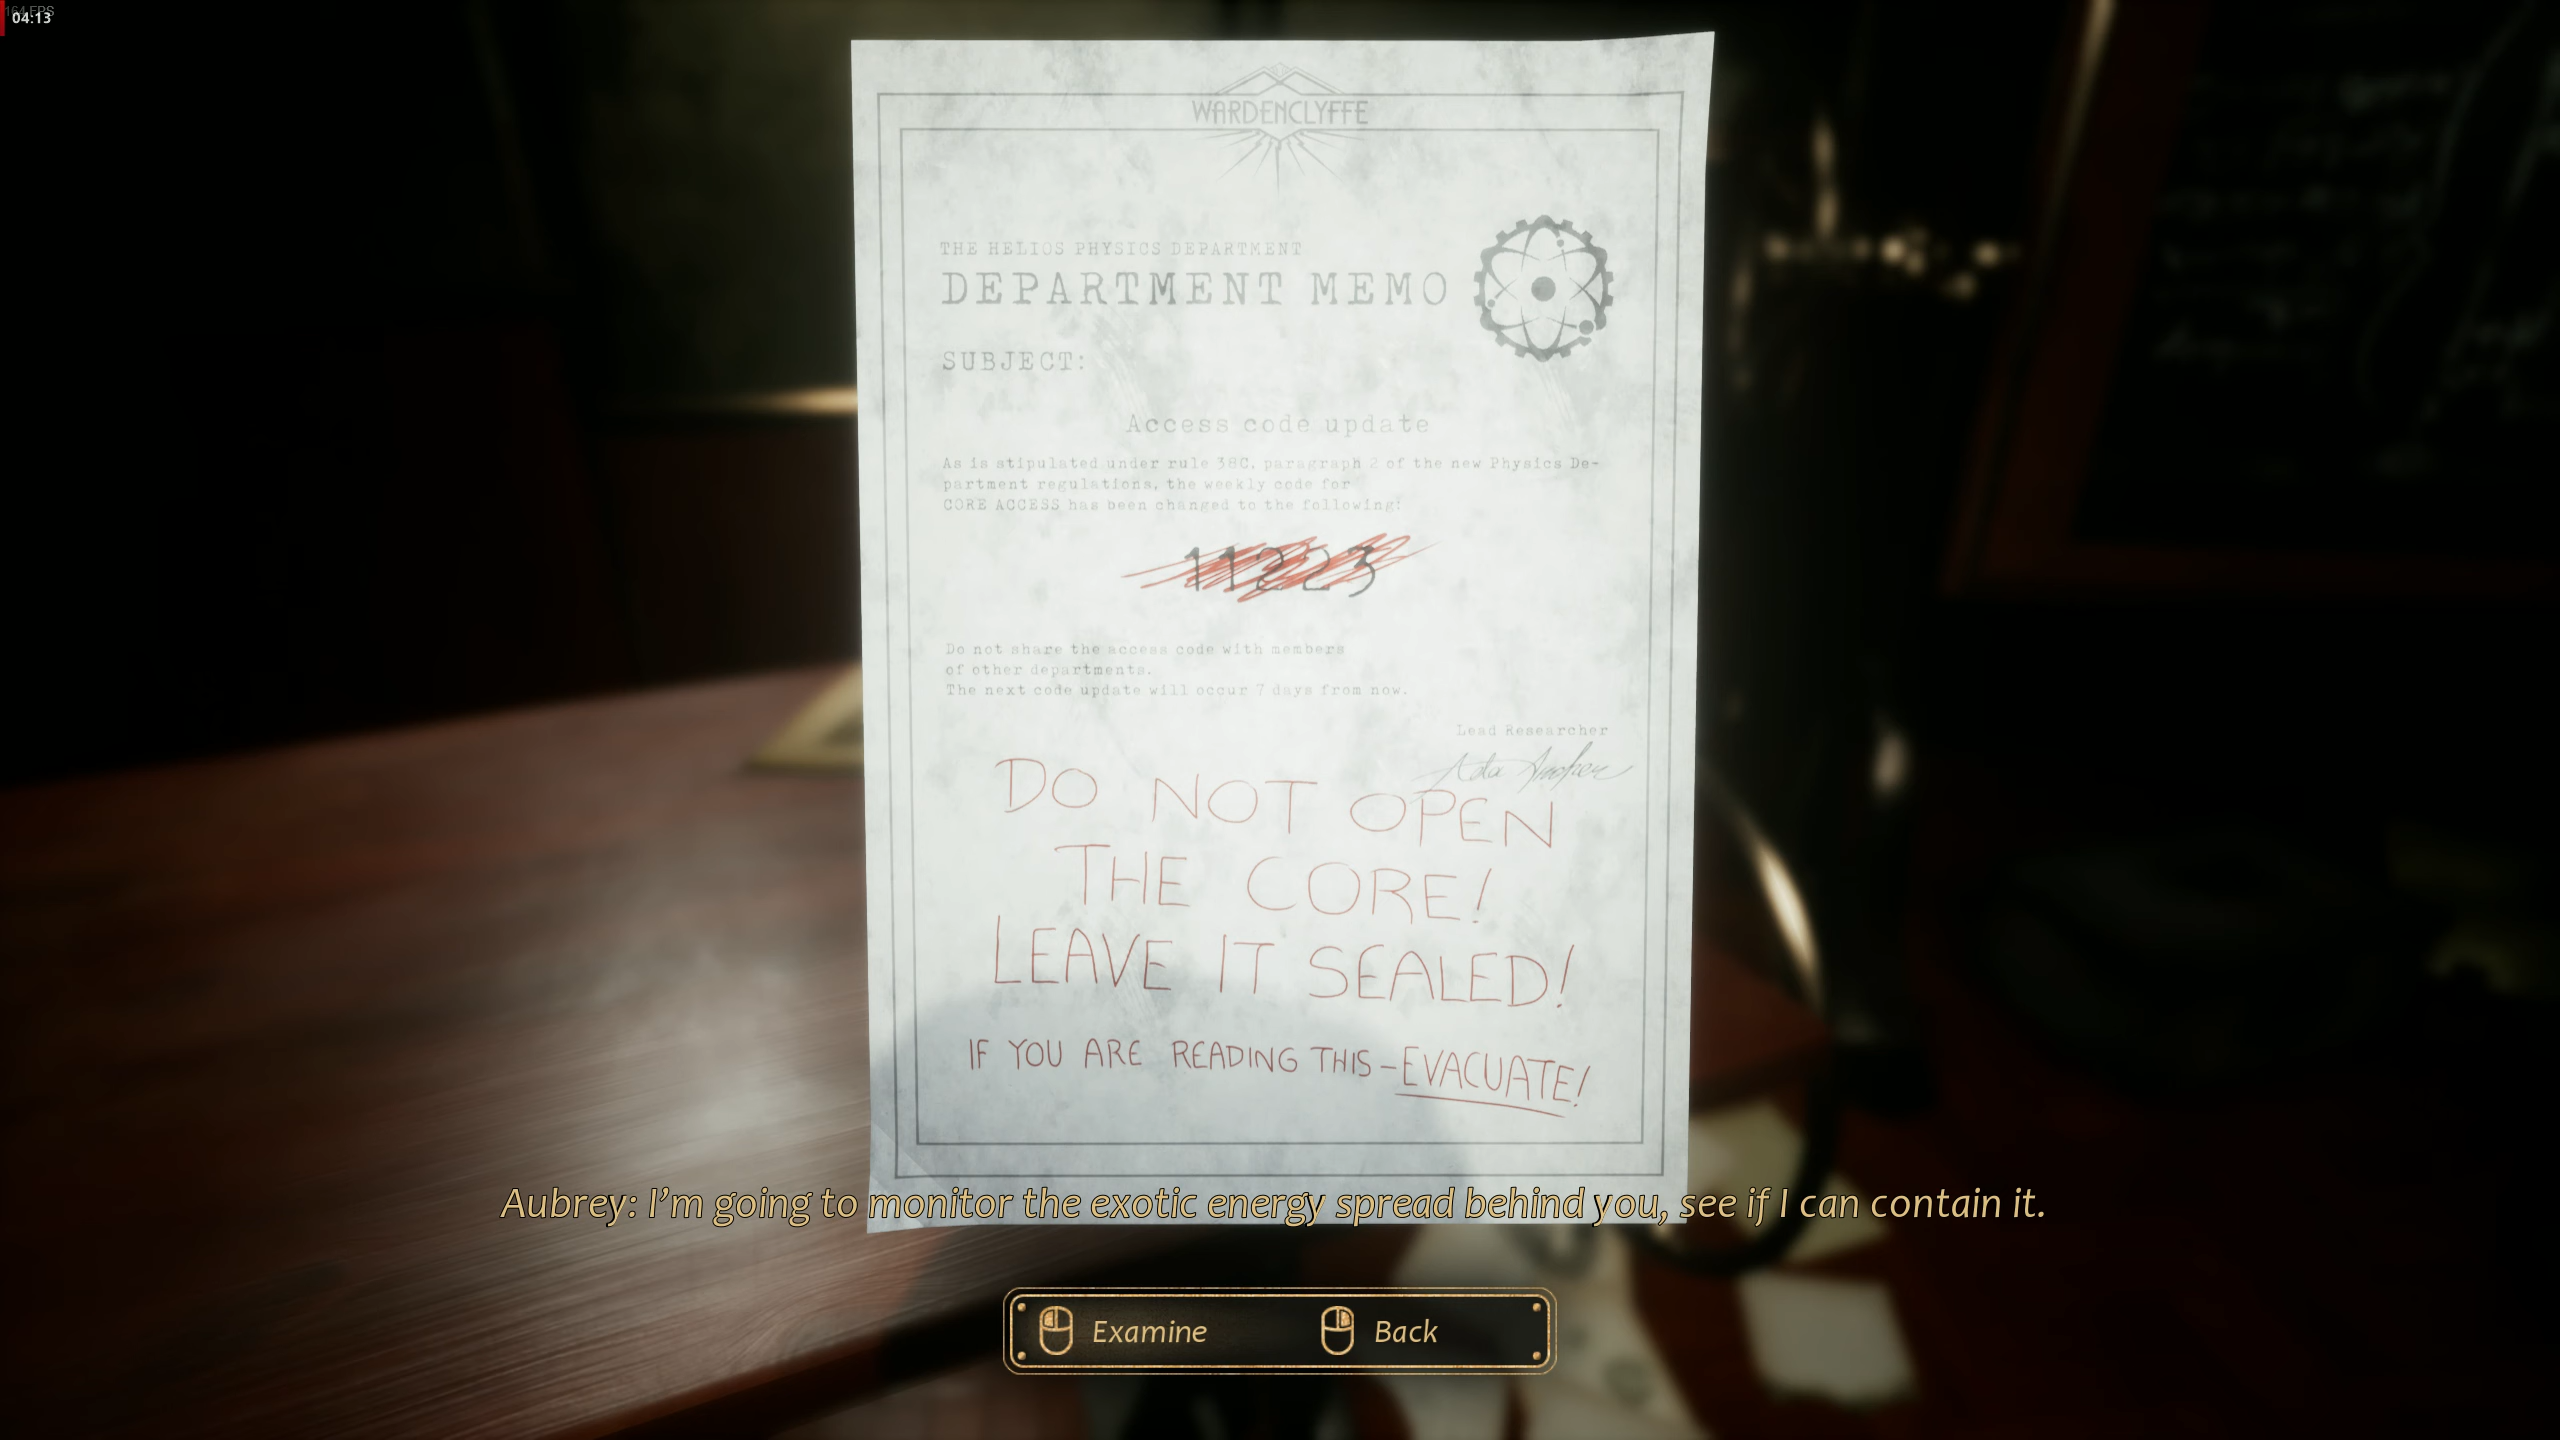 164 FPS
04:13
WARDENCLYFFE
THE HELIOS PHYSICS DEPARTMENT
DEPARTMENT MEMO
SUBJECT:
Access code update
As is stipulated under rule 38C, paragraph 2 of the new Physics De-
partment regulations, the weekly code for
CORE ACCESS has been changed to the following:
11223
Do not share the access code with members
of other departments.
The next code update will occur 7 days from now.
Lead Researcher
Ada
DO NOT OPEN
THE CORE!
LEAVE IT SEALED!
IF YOU ARE READING THIS – EVACUATE!
Aubrey: I'm going to monitor the exotic energy spread behind you, see if I can contain it.
Examine
Back